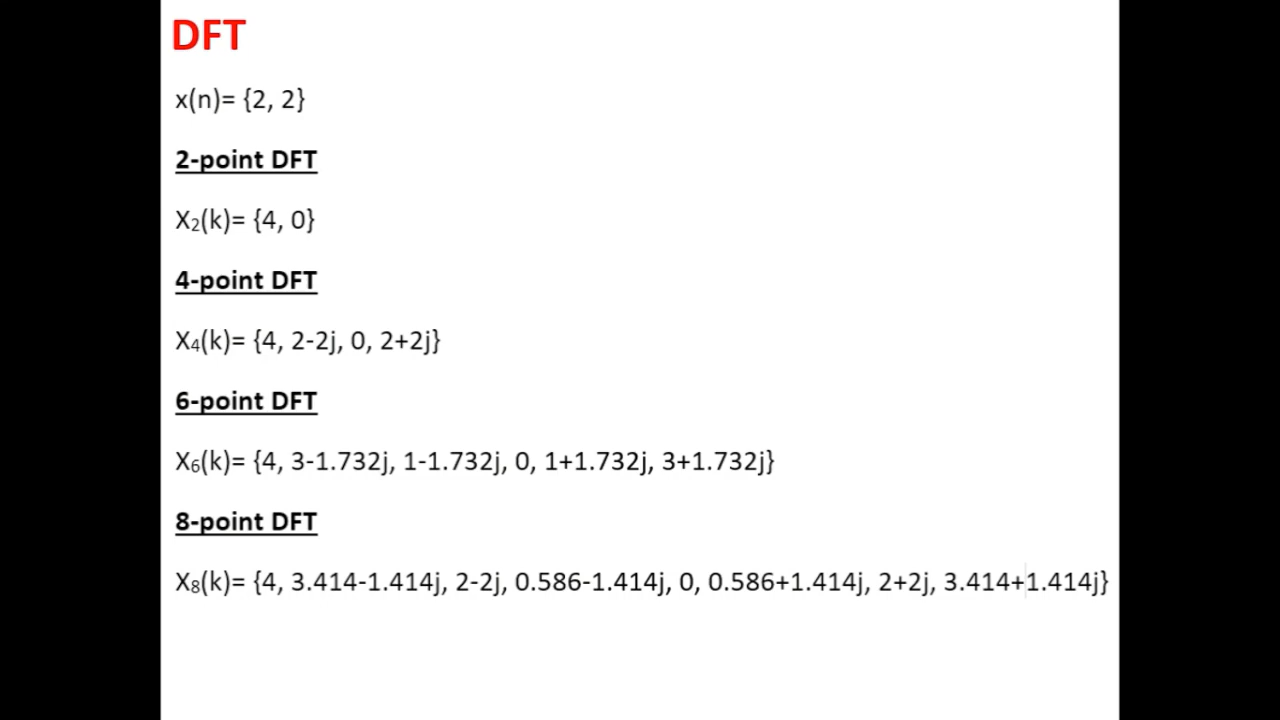 DFT
x(n)= {2, 2}
2-point DFT
X₂(k)= {4, 0}
4-point DFT
X₄(k)= {4, 2-2j, 0, 2+2j}
6-point DFT
X₆(k)= {4, 3-1.732j, 1-1.732j, 0, 1+1.732j, 3+1.732j}
8-point DFT
X₈(k)= {4, 3.414-1.414j, 2-2j, 0.586-1.414j, 0, 0.586+1.414j, 2+2j, 3.414+1.414j}